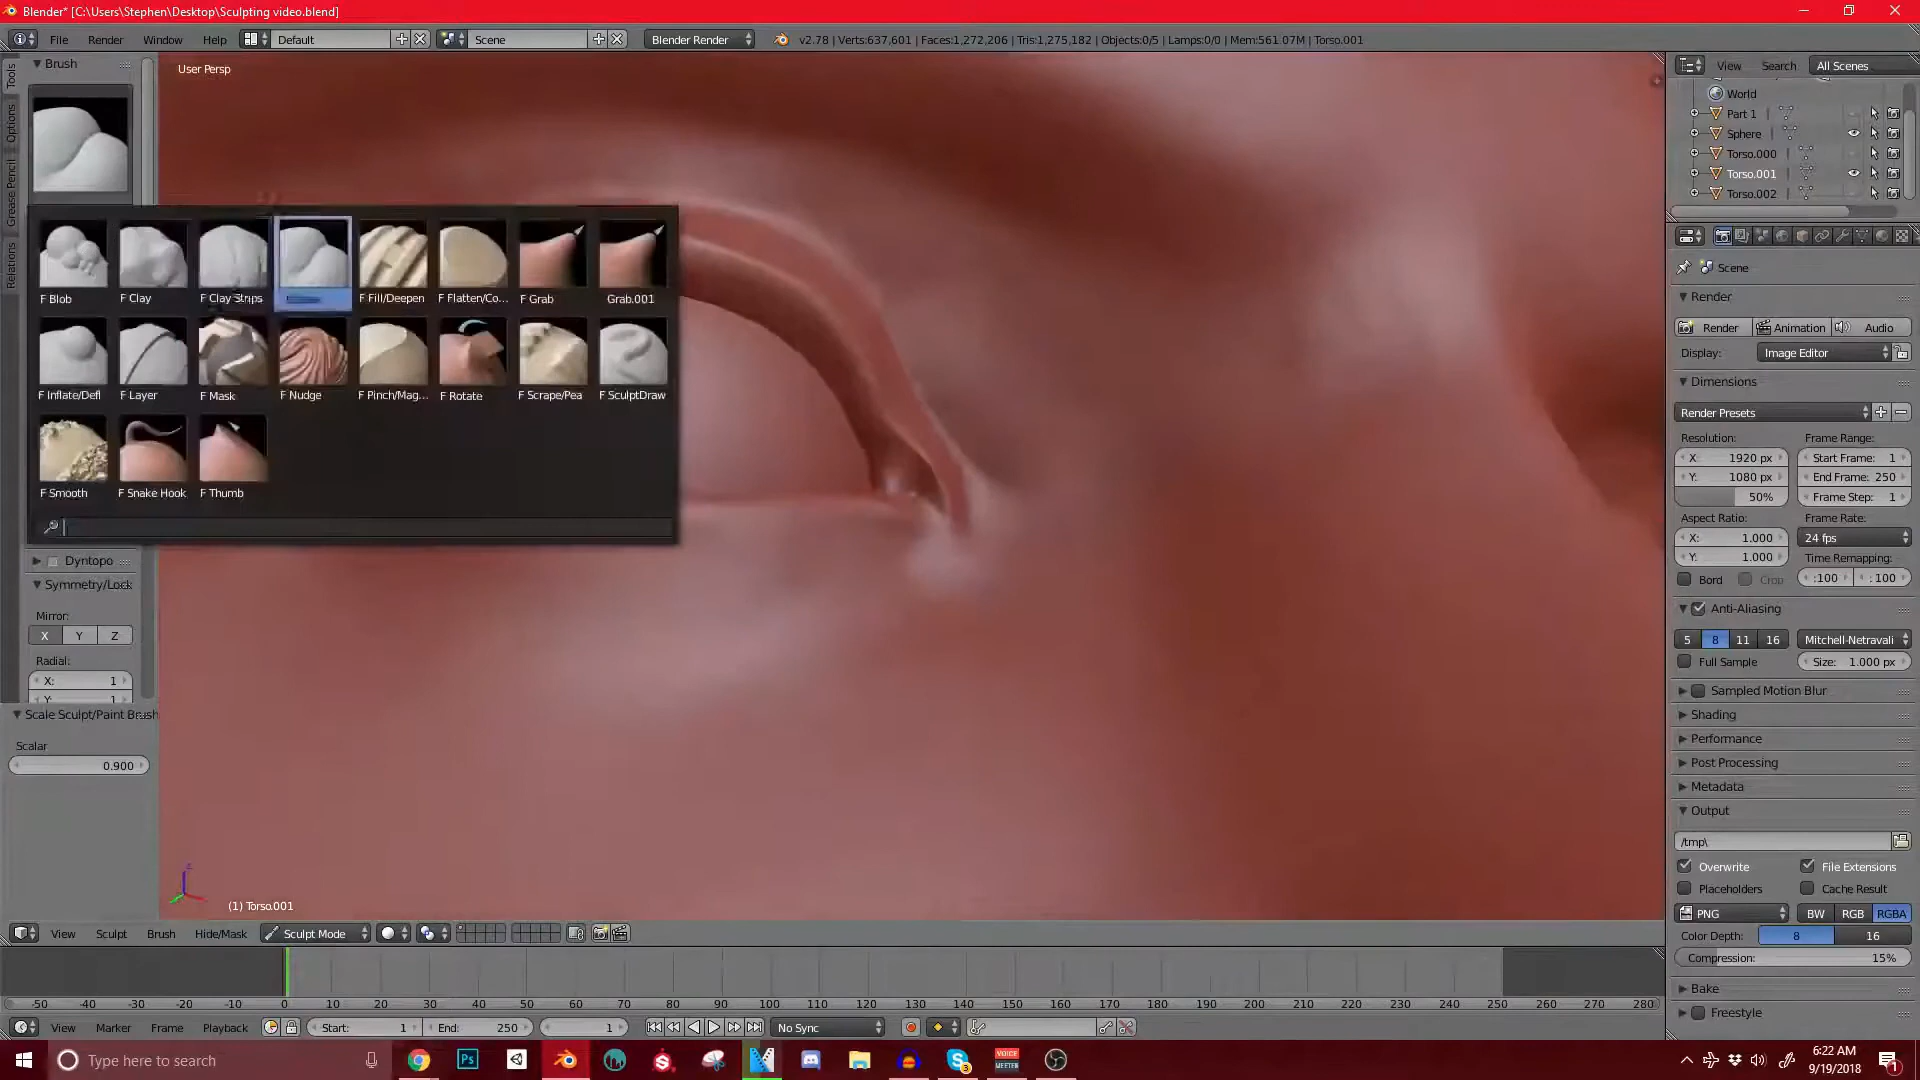 Blender* [C:\Users\Stephen\Desktop\Sculpting video.blend]
File Render Window Help Default Scene Blender Render v2.78 | Verts:637,601 | Faces:1,272,206 | Tris:1,275,182 | Objects:0/5 | Lamps:0/0 | Mem:561.07M | Torso.001
Tools
Options
Grease Pencil
Relations
Brush
User Persp
F Blob F Clay F Clay Strips F Fill/Deepen F Flatten/Co... F Grab Grab.001
F Inflate/Defl F Layer F Mask F Nudge F Pinch/Mag... F Rotate F Scrape/Pea F SculptDraw
F Smooth F Snake Hook F Thumb
Dyntopo
Symmetry/Lock
Mirror:
X Y Z
Radial:
X: 1
Y: 1
Scale Sculpt/Paint Brush
Scalar
0.900
(1) Torso.001
View Search All Scenes
World
Part 1
Sphere
Torso.000
Torso.001
Torso.002
Scene
Render
Render Animation Audio
Display: Image Editor
Dimensions
Render Presets
Resolution: Frame Range:
X: 1920 px Start Frame: 1
Y: 1080 px End Frame: 250
50% Frame Step: 1
Aspect Ratio: Frame Rate:
X: 1.000 24 fps
Y: 1.000 Time Remapping:
Bord Crop :100 :100
Anti-Aliasing
5 8 11 16 Mitchell-Netravali
Full Sample Size: 1.000 px
Sampled Motion Blur
Shading
Performance
Post Processing
Metadata
Output
/tmp\
Overwrite File Extensions
Placeholders Cache Result
PNG BW RGB RGBA
Color Depth: 8 16
Compression: 15%
Bake
Freestyle
View Sculpt Brush Hide/Mask Sculpt Mode
-50 -40 -30 -20 -10 0 10 20 30 40 50 60 70 80 90 100 110 120 130 140 150 160 170 180 190 200 210 220 230 240 250 260 270 280
View Marker Frame Playback Start: 1 End: 250 1 No Sync
Type here to search
Ps
VOICE
MEETER
6:22 AM
9/19/2018